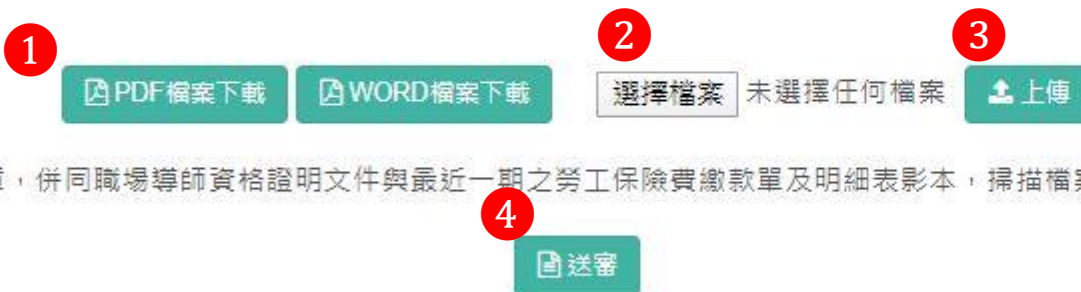 1 2 3
PDF檔案下載 WORD檔案下載 選擇檔案 未選擇任何檔案 上傳
,併同職場導師資格證明文件與最近一期之勞工保險費繳款單及明細表影本,掃描檔案
4
送審